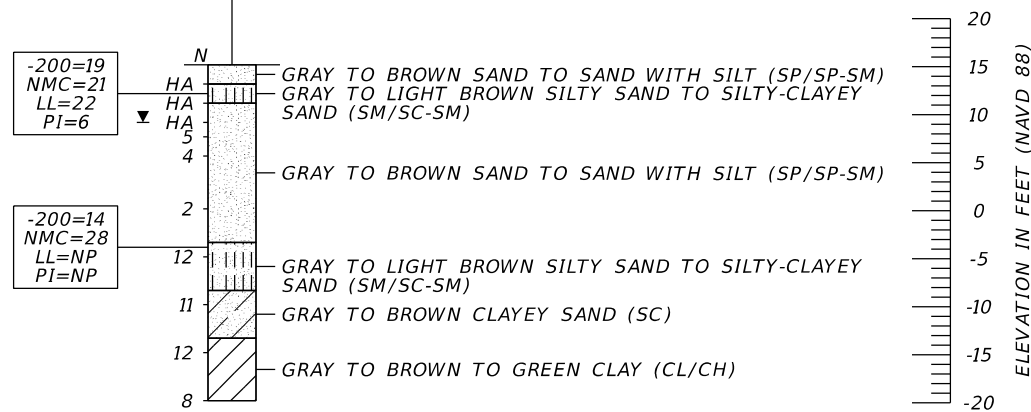 -200=19
NMC=21
LL=22
PI=6
N
HA
HA
HA
5
4
2
12
11
12
8
-200=14
NMC=28
LL=NP
PI=NP
GRAY TO BROWN SAND TO SAND WITH SILT (SP/SP-SM)
GRAY TO LIGHT BROWN SILTY SAND TO SILTY-CLAYEY
SAND (SM/SC-SM)
GRAY TO BROWN SAND TO SAND WITH SILT (SP/SP-SM)
GRAY TO LIGHT BROWN SILTY SAND TO SILTY-CLAYEY
SAND (SM/SC-SM)
GRAY TO BROWN CLAYEY SAND (SC)
GRAY TO BROWN TO GREEN CLAY (CL/CH)
20
15
10
5
0
-5
-10
-15
-20
ELEVATION IN FEET (NAVD 88)